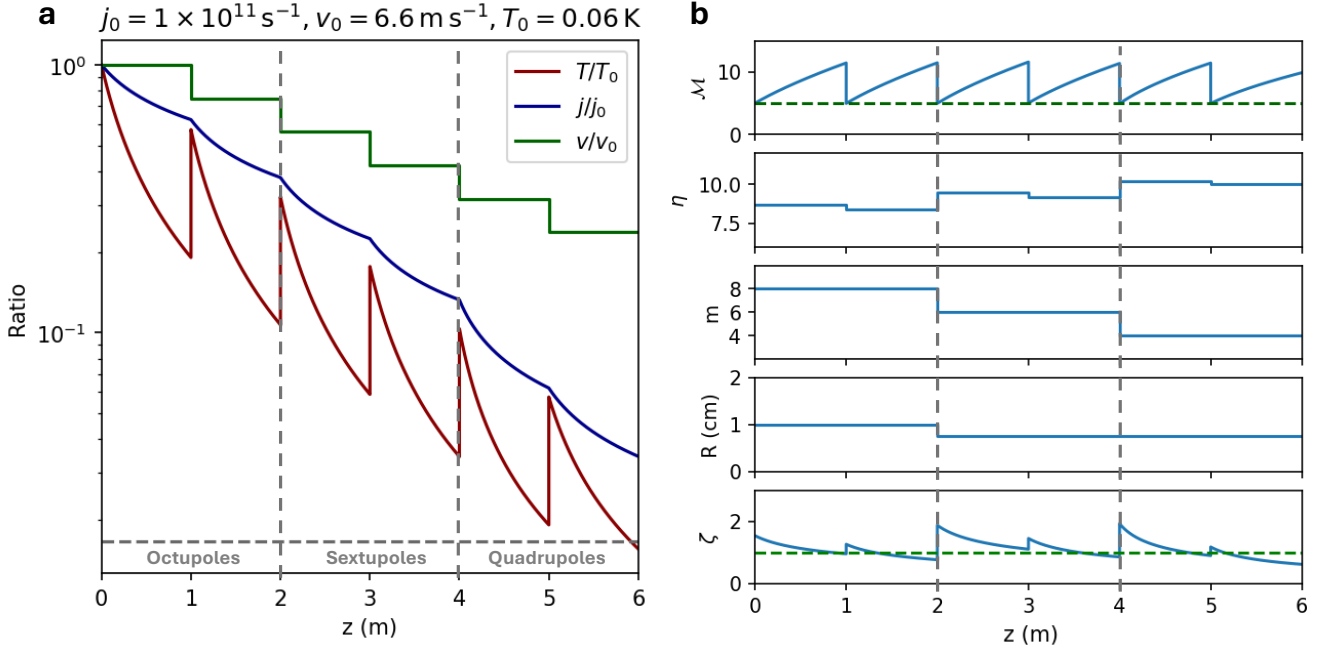 a
j₀ = 1 × 10¹¹ s⁻¹, v₀ = 6.6 m s⁻¹, T₀ = 0.06 K
10⁰
10⁻¹
Ratio
T/T₀
j/j₀
v/v₀
Octupoles
Sextupoles
Quadrupoles
0 1 2 3 4 5 6
z (m)
b
ℳ
10
0
η
10.0
7.5
m
8
6
4
R (cm)
2
1
0
ζ
2
0
0 1 2 3 4 5 6
z (m)